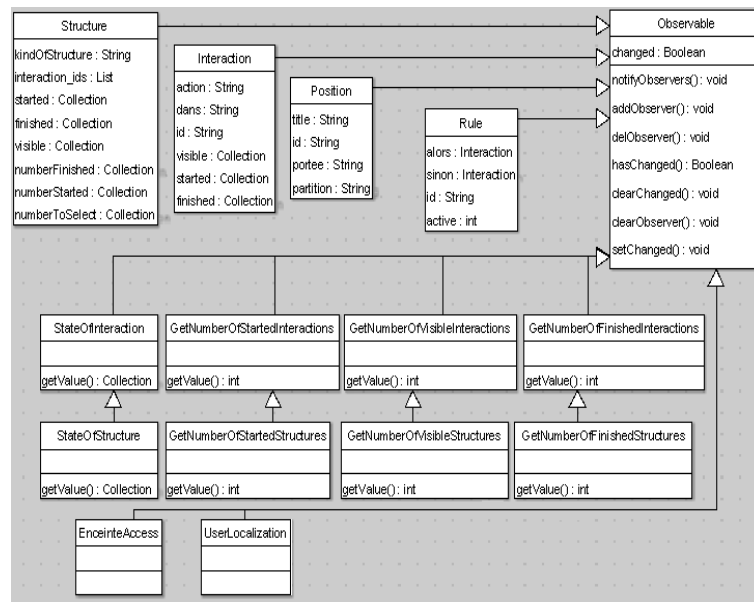 Structure
kindOfStructure : String
interaction_ids : List
started : Collection
finished : Collection
visible : Collection
numberFinished : Collection
numberStarted : Collection
numberToSelect : Collection
Interaction
action : String
dans : String
id : String
visible : Collection
started : Collection
finished : Collection
Position
title : String
id : String
portee : String
partition : String
Rule
alors : Interaction
sinon : Interaction
id : String
active : int
Observable
changed : Boolean
notifyObservers() : void
addObserver() : void
delObserver() : void
hasChanged() : Boolean
clearChanged() : void
clearObserver() : void
setChanged() : void
StateOfInteraction
getValue() : Collection
GetNumberOfStartedInteractions
getValue() : int
GetNumberOfVisibleInteractions
getValue() : int
GetNumberOfFinishedInteractions
getValue() : int
StateOfStructure
getValue() : Collection
GetNumberOfStartedStructures
getValue() : int
GetNumberOfVisibleStructures
getValue() : int
GetNumberOfFinishedStructures
getValue() : int
EnceinteAccess
UserLocalization